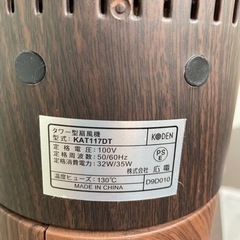 タワー型扇風機
型式：KAT117DT
KODEN
定格電圧：100V
定格周波数：50/60Hz
定格消費電力：32W/35W
PS
E
株式会社 広電
温度ヒューズ：130℃
D9D010
MADE IN CHINA